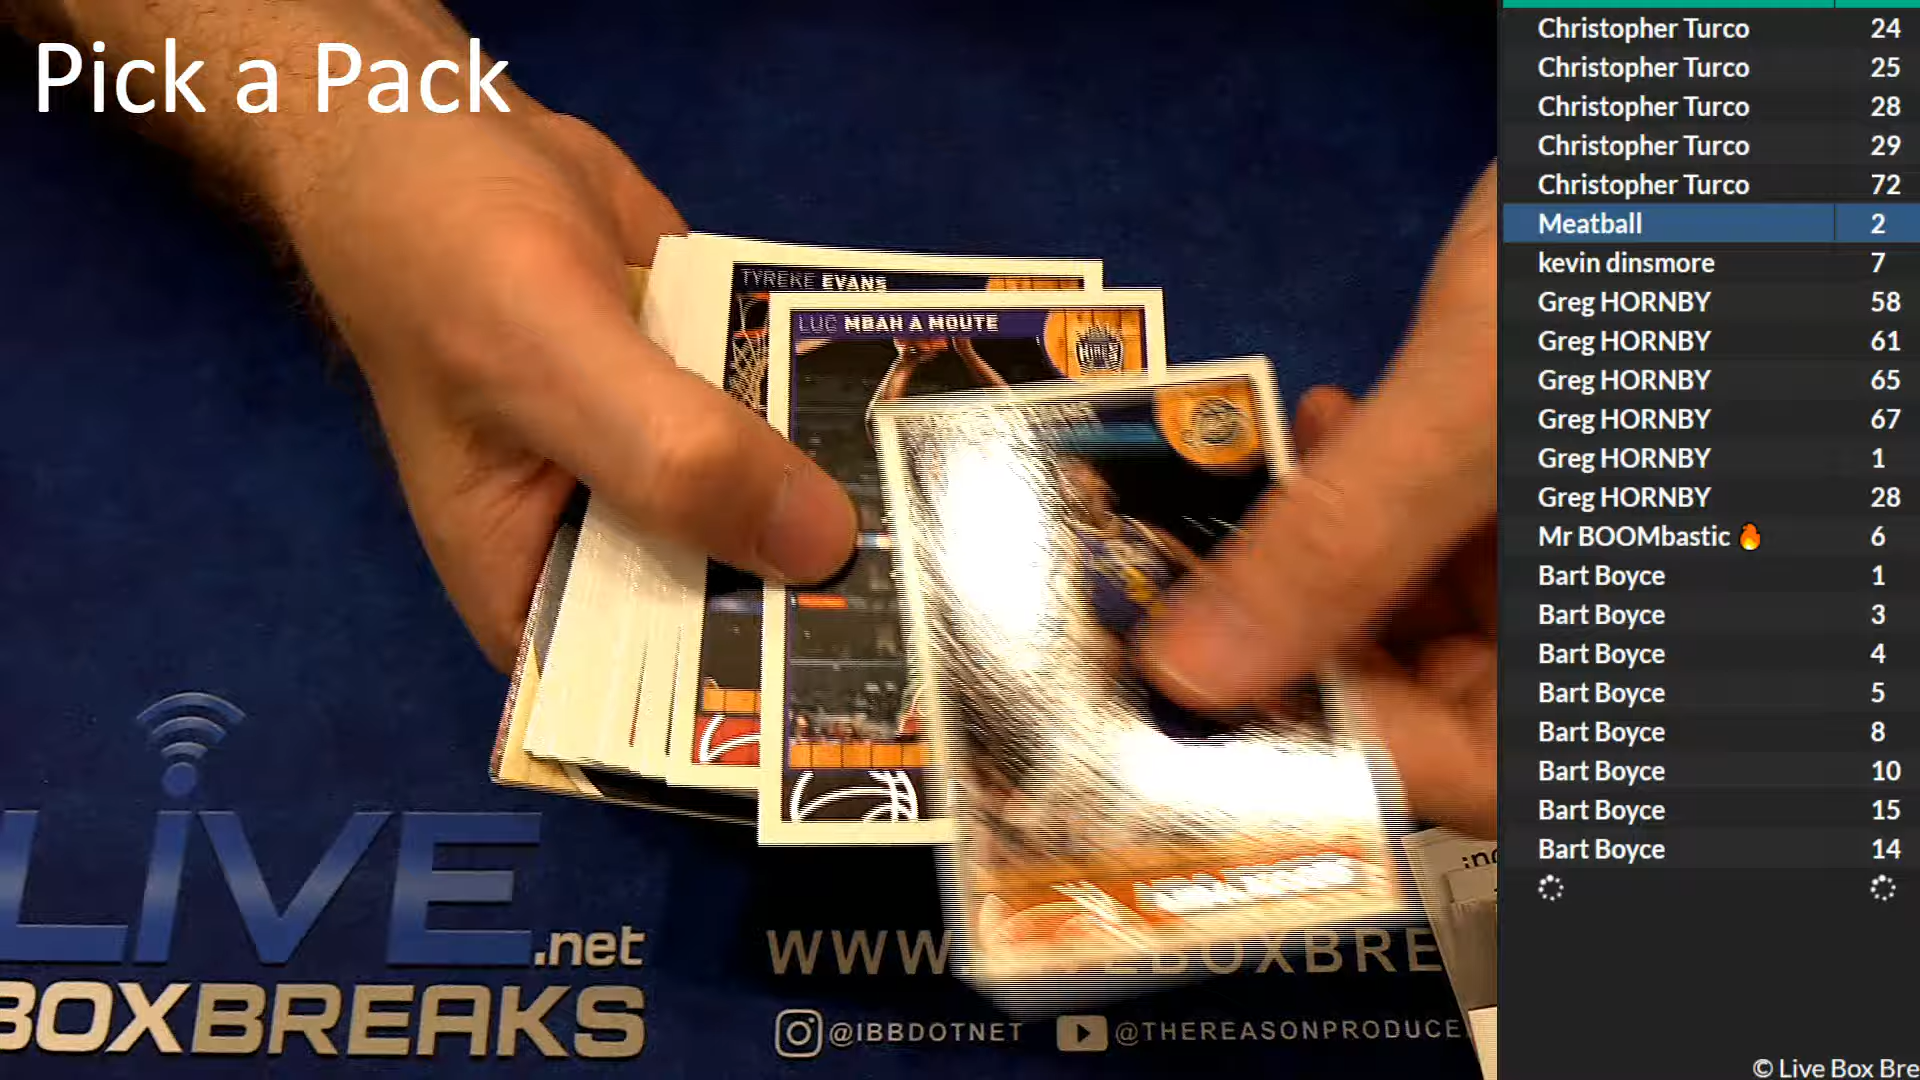 Pick a Pack
TYREKE EVANS
LUC MBAH A MOUTE
KINGS
LIVE
.net
BOXBREAKS
WWW
EBOXBRE
@IBBDOTNET
@THEREASONPRODUCE
Christopher Turco 24
Christopher Turco 25
Christopher Turco 28
Christopher Turco 29
Christopher Turco 72
Meatball 2
kevin dinsmore 7
Greg HORNBY 58
Greg HORNBY 61
Greg HORNBY 65
Greg HORNBY 67
Greg HORNBY 1
Greg HORNBY 28
Mr BOOMbastic 🔥 6
Bart Boyce 1
Bart Boyce 3
Bart Boyce 4
Bart Boyce 5
Bart Boyce 8
Bart Boyce 10
Bart Boyce 15
Bart Boyce 14
© Live Box Bre